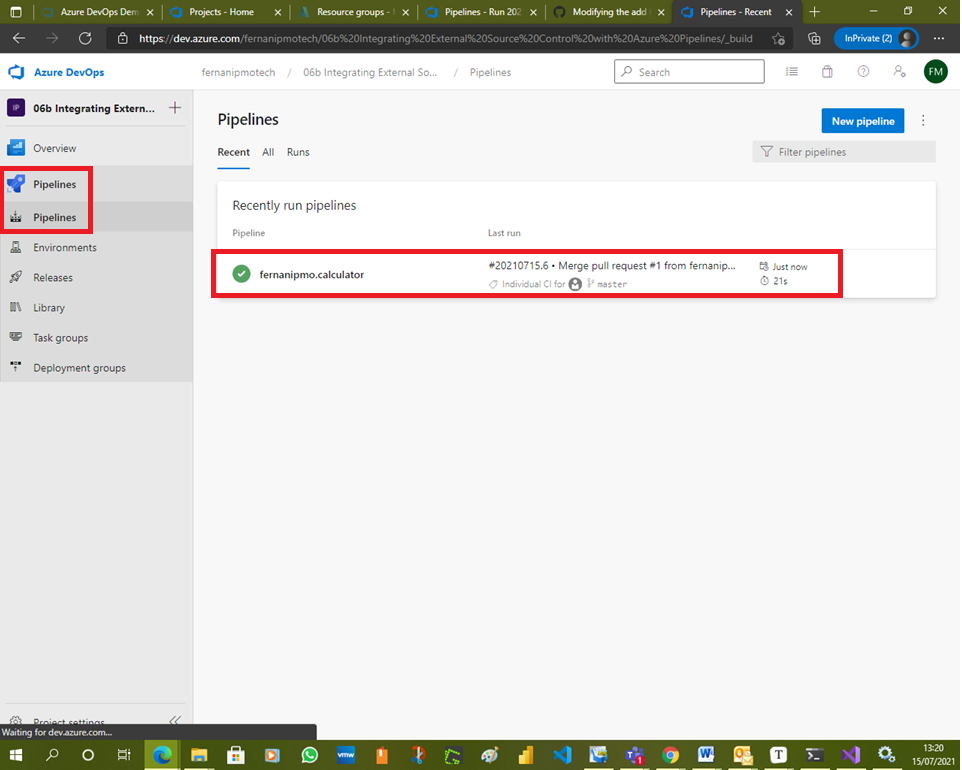 Azure DevOps Dem
Projects - Home
Resource groups -
Pipelines - Run 202
Modifying the add
Pipelines - Recent
https://dev.azure.com/fernanipmotech/06b%20Integrating%20External%20Source%20Control%20with%20Azure%20Pipelines/_build
InPrivate (2)
Azure DevOps
fernanipmotech / 06b Integrating External So... / Pipelines
Search
FM
IP
06b Integrating Extern...
Overview
Pipelines
Pipelines
Environments
Releases
Library
Task groups
Deployment groups
Project settings
Pipelines
New pipeline
Recent All Runs
Filter pipelines
Recently run pipelines
Pipeline Last run
fernanipmo.calculator
#20210715.6 • Merge pull request #1 from fernanip...
Individual CI for master
Just now
21s
Waiting for dev.azure.com...
vmw
1
T
13:20
15/07/2021